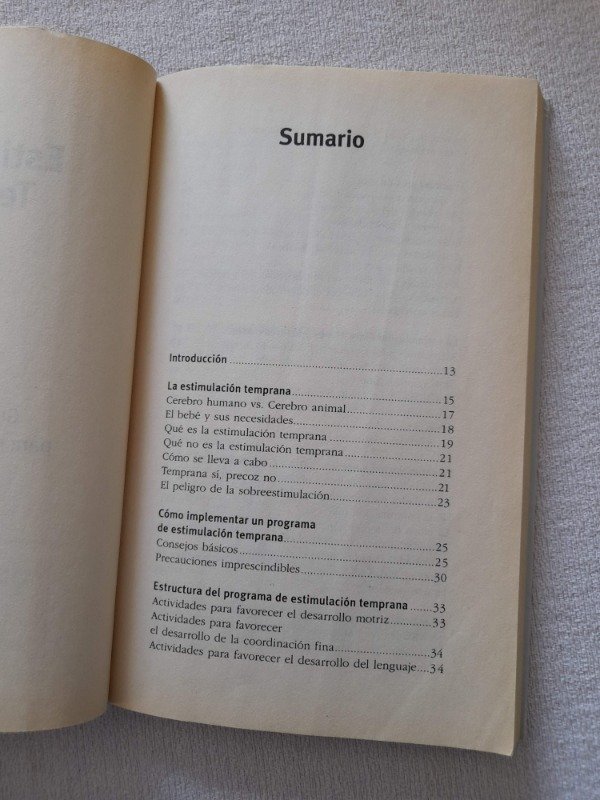 Sumario
Introducción 13
La estimulación temprana 15
Cerebro humano vs. Cerebro animal 17
El bebé y sus necesidades 18
Qué es la estimulación temprana 19
Qué no es la estimulación temprana 21
Cómo se lleva a cabo 21
Temprana sí, precoz no 21
El peligro de la sobreestimulación 23
Cómo implementar un programa
de estimulación temprana 25
Consejos básicos 25
Precauciones imprescindibles 30
Estructura del programa de estimulación temprana 33
Actividades para favorecer el desarrollo motriz 33
Actividades para favorecer
el desarrollo de la coordinación fina 34
Actividades para favorecer el desarrollo del lenguaje 34